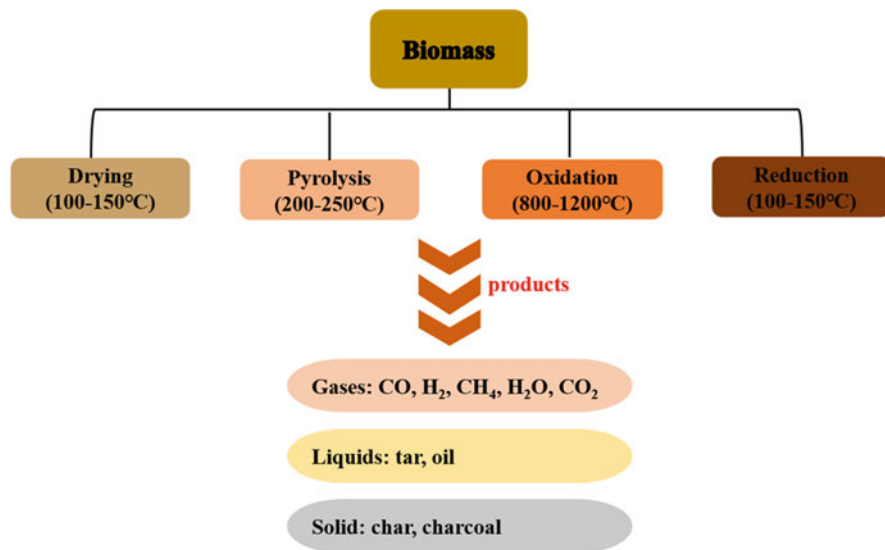 Biomass
Drying
(100-150°C)
Pyrolysis
(200-250°C)
Oxidation
(800-1200°C)
Reduction
(100-150°C)
products
Gases: CO, H₂, CH₄, H₂O, CO₂
Liquids: tar, oil
Solid: char, charcoal